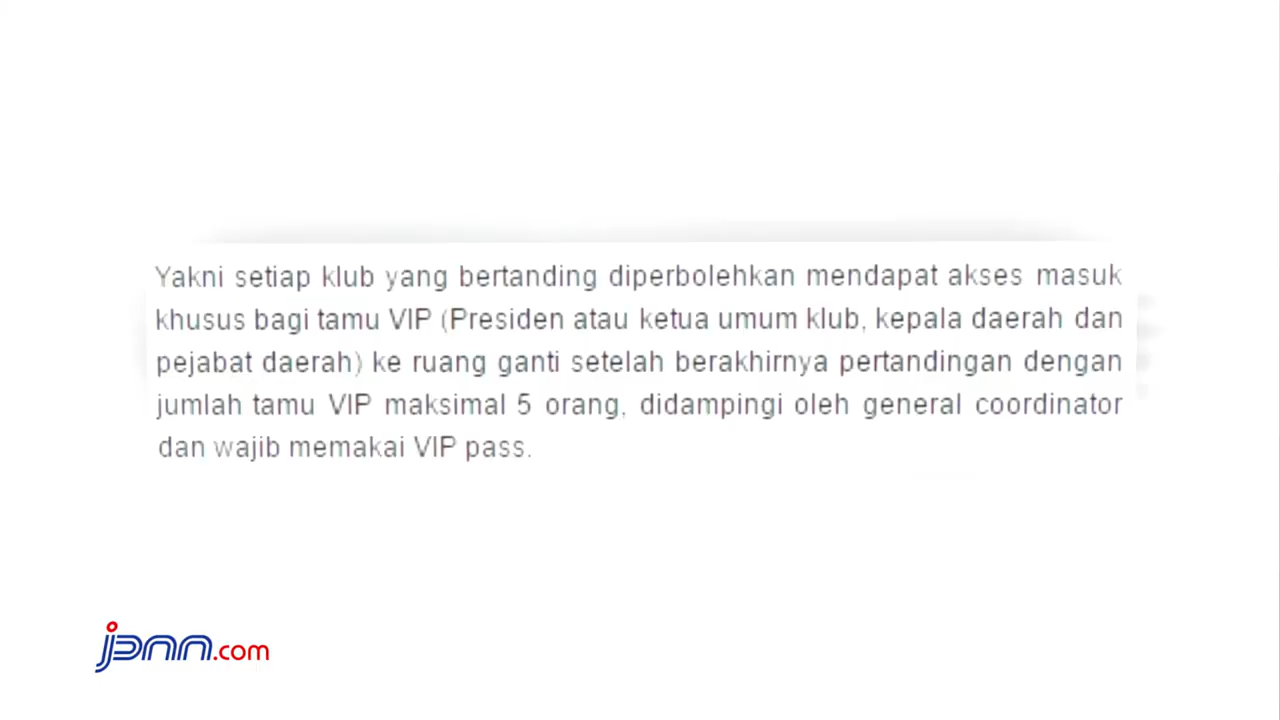 Yakni setiap klub yang bertanding diperbolehkan mendapat akses masuk
khusus bagi tamu VIP (Presiden atau ketua umum klub, kepala daerah dan
pejabat daerah) ke ruang ganti setelah berakhirnya pertandingan dengan
jumlah tamu VIP maksimal 5 orang, didampingi oleh general coordinator
dan wajib memakai VIP pass.
jpnn.com